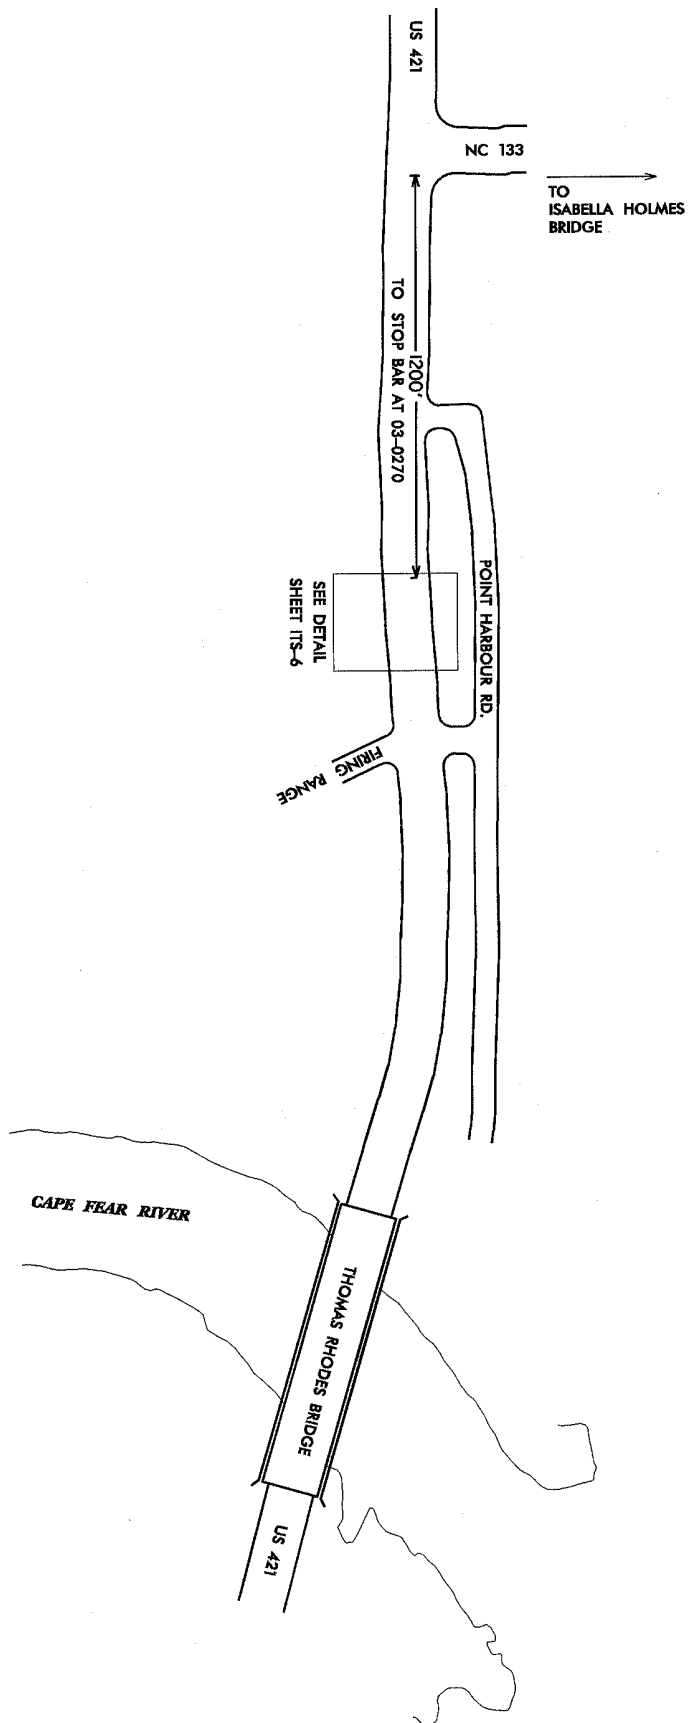 US 421
NC 133
TO
ISABELLA HOLMES
BRIDGE
1200'
TO STOP BAR AT 03-0270
POINT HARBOUR RD.
SEE DETAIL
SHEET ITS-6
FIRING RANGE
CAPE FEAR RIVER
THOMAS RHODES BRIDGE
US 421